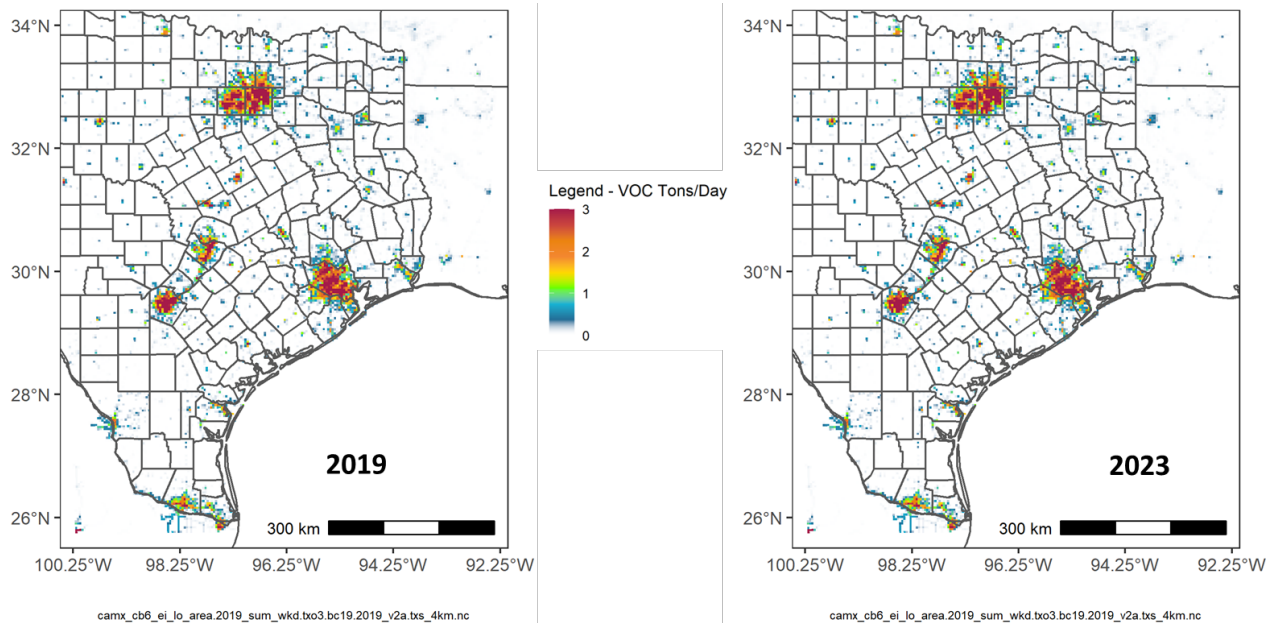 34°N
32°N
30°N
28°N
26°N
2019
300 km
100.25°W 98.25°W 96.25°W 94.25°W 92.25°W
camx_cb6_ei_lo_area.2019_sum_wkd.txo3.bc19.2019_v2a.txs_4km.nc
Legend - VOC Tons/Day
3
2
1
0
34°N
32°N
30°N
28°N
26°N
2023
300 km
100.25°W 98.25°W 96.25°W 94.25°W 92.25°W
camx_cb6_ei_lo_area.2019_sum_wkd.txo3.bc19.2019_v2a.txs_4km.nc